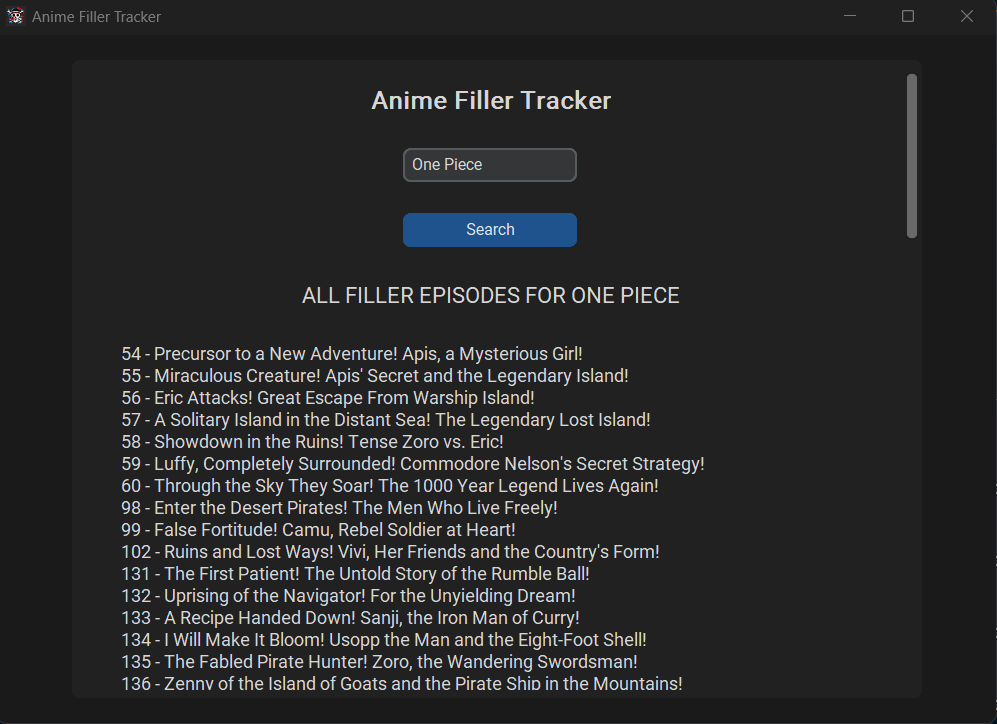 Anime Filler Tracker
Anime Filler Tracker
One Piece
Search
ALL FILLER EPISODES FOR ONE PIECE
54 - Precursor to a New Adventure! Apis, a Mysterious Girl!
55 - Miraculous Creature! Apis' Secret and the Legendary Island!
56 - Eric Attacks! Great Escape From Warship Island!
57 - A Solitary Island in the Distant Sea! The Legendary Lost Island!
58 - Showdown in the Ruins! Tense Zoro vs. Eric!
59 - Luffy, Completely Surrounded! Commodore Nelson's Secret Strategy!
60 - Through the Sky They Soar! The 1000 Year Legend Lives Again!
98 - Enter the Desert Pirates! The Men Who Live Freely!
99 - False Fortitude! Camu, Rebel Soldier at Heart!
102 - Ruins and Lost Ways! Vivi, Her Friends and the Country's Form!
131 - The First Patient! The Untold Story of the Rumble Ball!
132 - Uprising of the Navigator! For the Unyielding Dream!
133 - A Recipe Handed Down! Sanji, the Iron Man of Curry!
134 - I Will Make It Bloom! Usopp the Man and the Eight-Foot Shell!
135 - The Fabled Pirate Hunter! Zoro, the Wandering Swordsman!
136 - Zenny of the Island of Goats and the Pirate Ship in the Mountains!